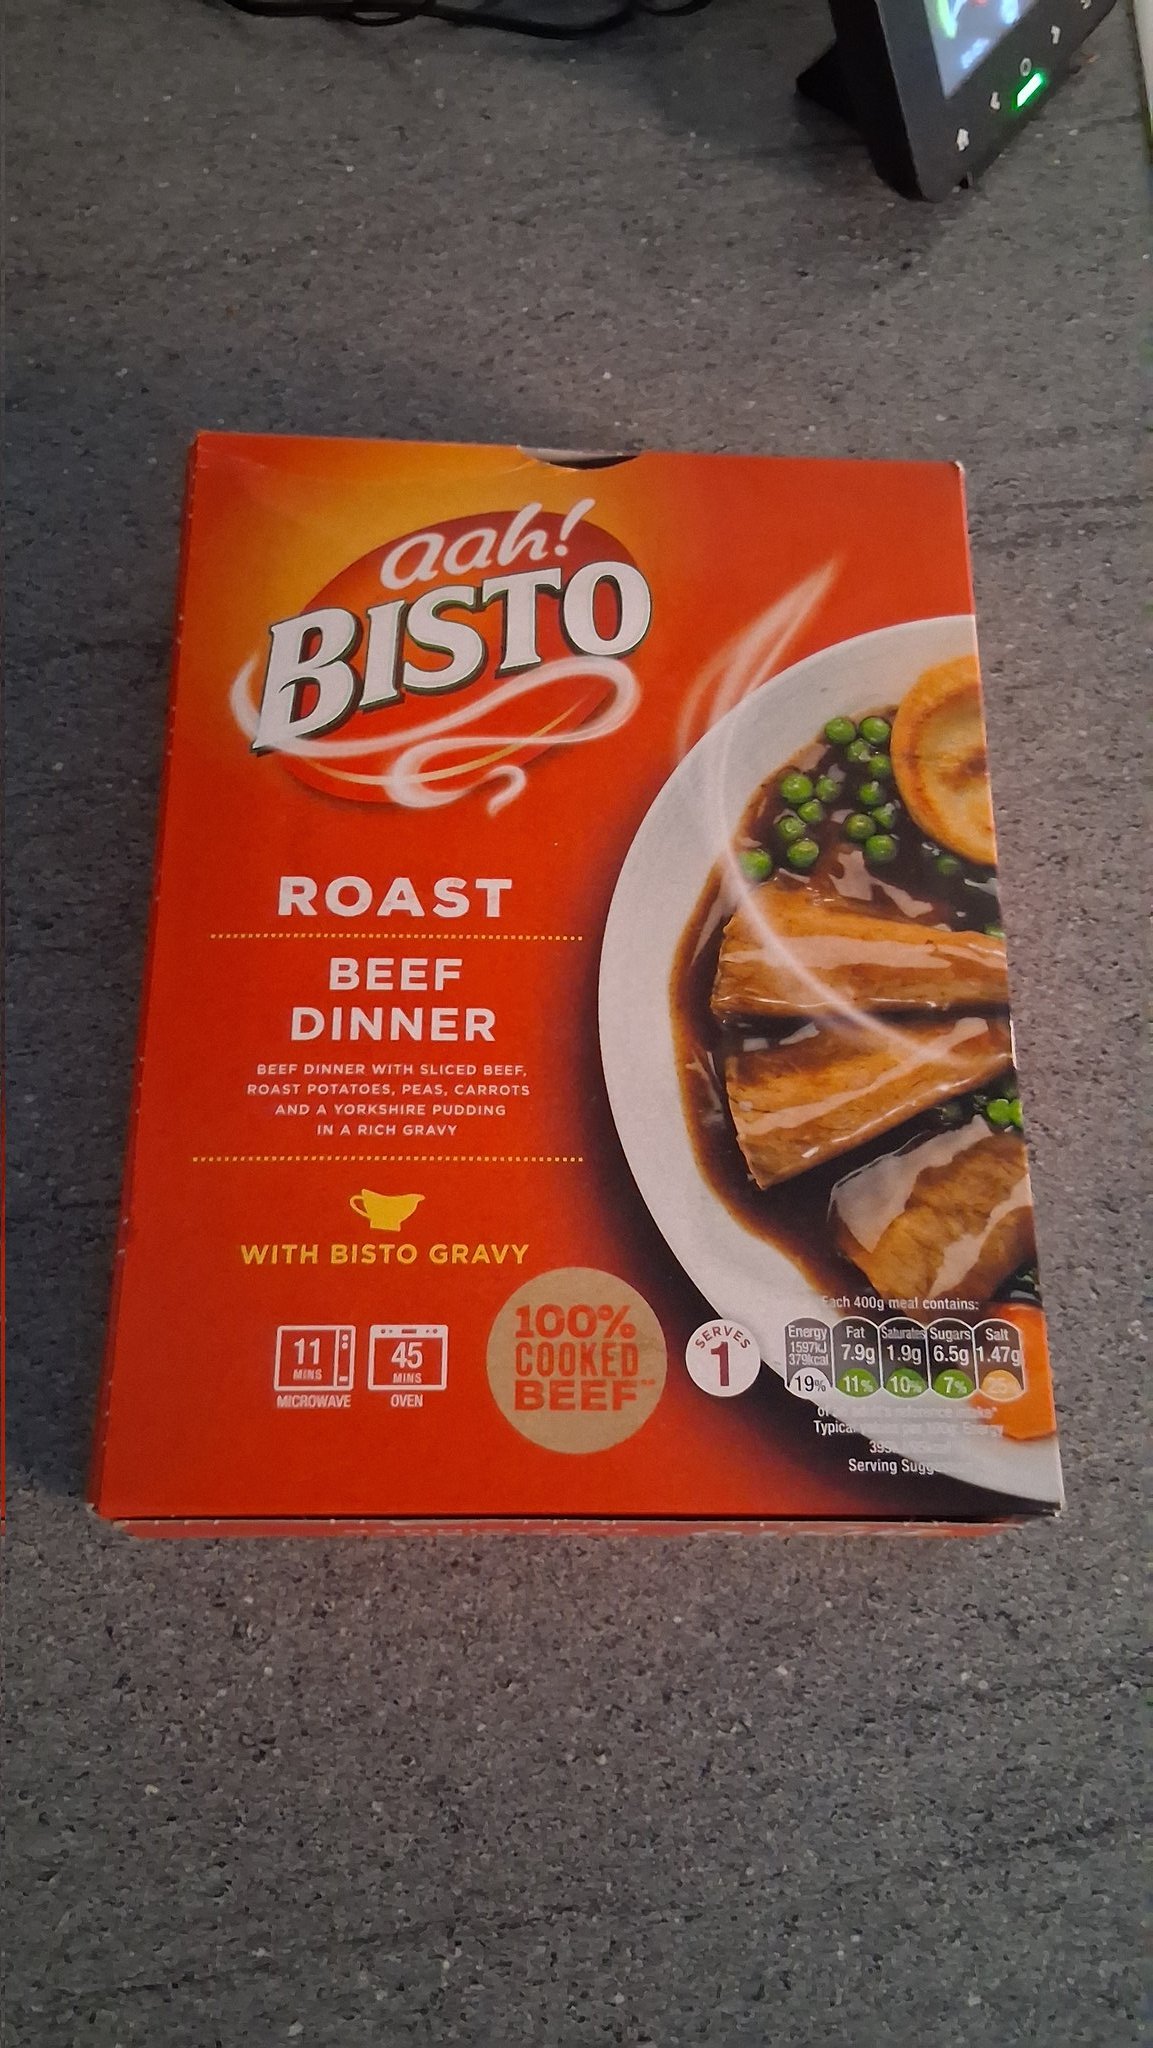 aah!
BISTO
ROAST
BEEF
DINNER
BEEF DINNER WITH SLICED BEEF,
ROAST POTATOES, PEAS, CARROTS
AND A YORKSHIRE PUDDING
IN A RICH GRAVY
WITH BISTO GRAVY
11
MINS
MICROWAVE
45
MINS
OVEN
100%
COOKED
BEEF**
SERVES
1
Each 400g meal contains:
Energy Fat Saturates Sugars Salt
1597kJ
379kcal
7.9g 1.9g 6.5g 1.47g
19% 11% 10% 7% 25%
Serving